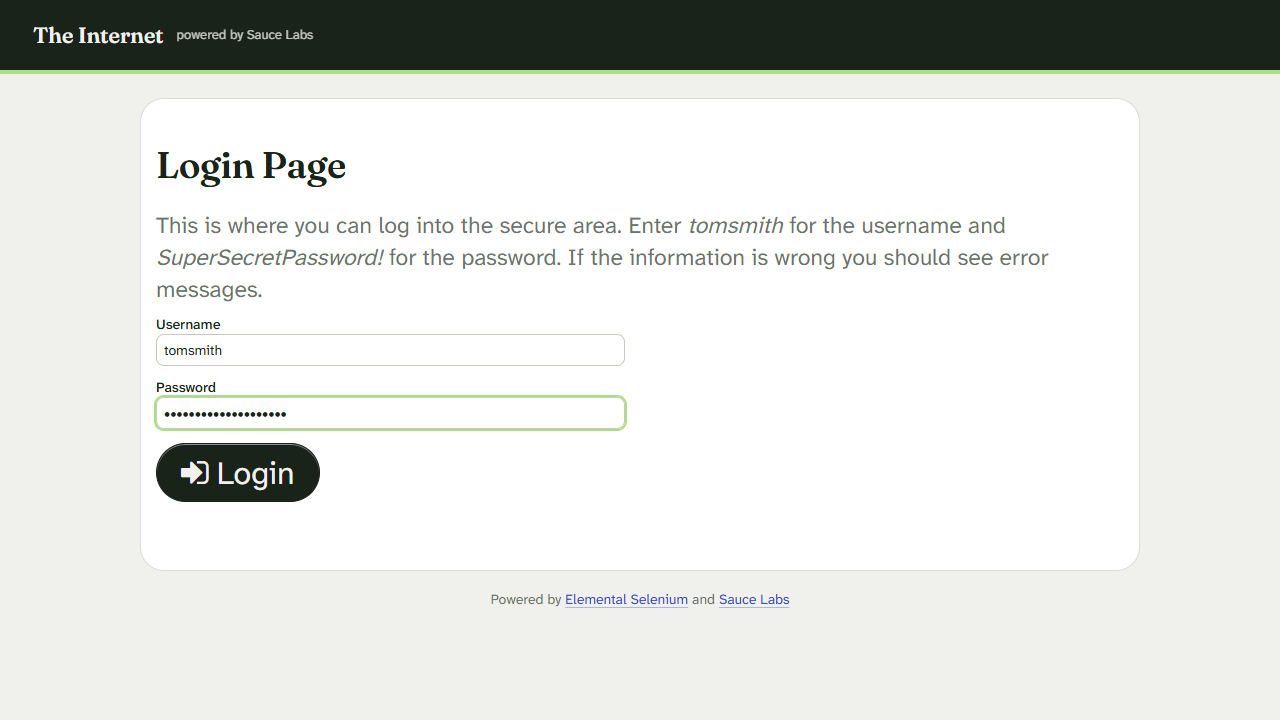 The Internet powered by Sauce Labs
Login Page
This is where you can log into the secure area. Enter tomsmith for the username and
SuperSecretPassword! for the password. If the information is wrong you should see error
messages.
Username
tomsmith
Password
••••••••••••••••••••
Login
Powered by Elemental Selenium and Sauce Labs